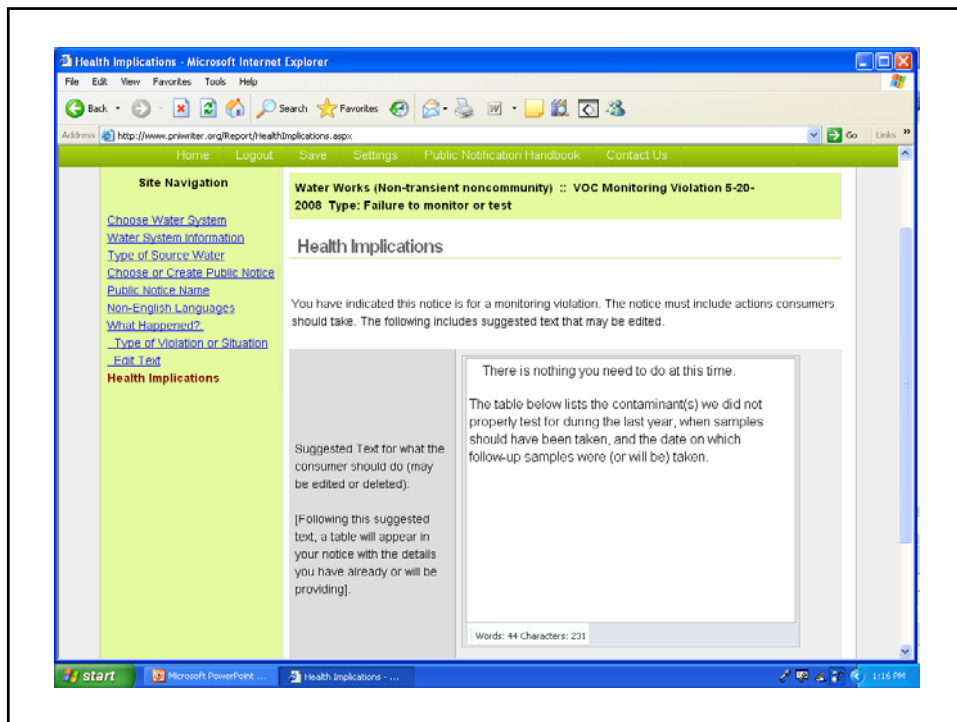 Health Implications - Microsoft Internet Explorer
File Edit View Favorites Tools Help
Back Search Favorites
Address http://www.pniwriter.org/Report/HealthImplications.aspx Go Links »
Home Logout Save Settings Public Notification Handbook Contact Us
Site Navigation
Choose Water System
Water System Information
Type of Source Water
Choose or Create Public Notice
Public Notice Name
Non-English Languages
What Happened?:
_Type of Violation or Situation
_Edit Text
Health Implications
Water Works (Non-transient noncommunity) :: VOC Monitoring Violation 5-20-
2008 Type: Failure to monitor or test
Health Implications
You have indicated this notice is for a monitoring violation. The notice must include actions consumers
should take. The following includes suggested text that may be edited.
Suggested Text for what the
consumer should do (may
be edited or deleted):
[Following this suggested
text, a table will appear in
your notice with the details
you have already or will be
providing].
There is nothing you need to do at this time.
The table below lists the contaminant(s) we did not
properly test for during the last year, when samples
should have been taken, and the date on which
follow-up samples were (or will be) taken.
Words: 44 Characters: 231
start Microsoft PowerPoint ... Health Implications - ... 1:16 PM